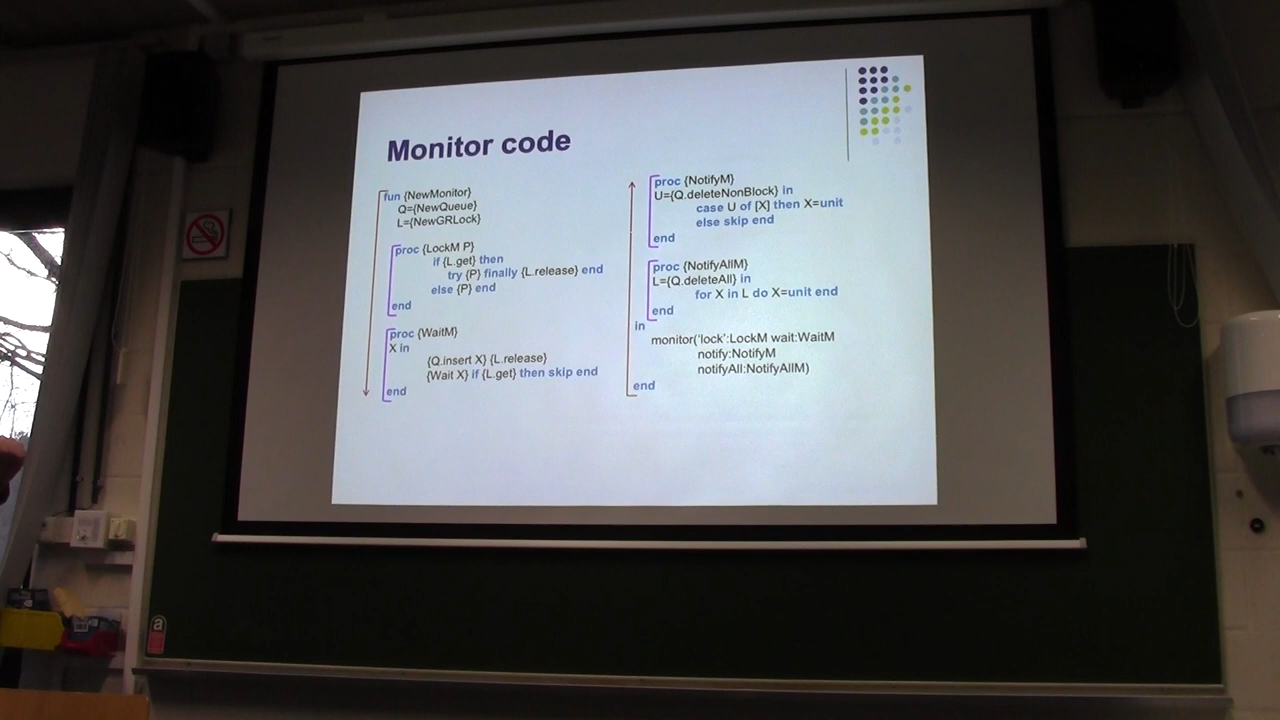 Monitor code
fun {NewMonitor}
Q={NewQueue}
L={NewGRLock}
proc {LockM P}
if {L.get} then
try {P} finally {L.release} end
else {P} end
end
proc {WaitM}
X in
{Q.insert X} {L.release}
{Wait X} if {L.get} then skip end
end
proc {NotifyM}
U={Q.deleteNonBlock} in
case U of [X] then X=unit
else skip end
end
proc {NotifyAllM}
L={Q.deleteAll} in
for X in L do X=unit end
end
in
monitor('lock':LockM wait:WaitM
notify:NotifyM
notifyAll:NotifyAllM)
end
a